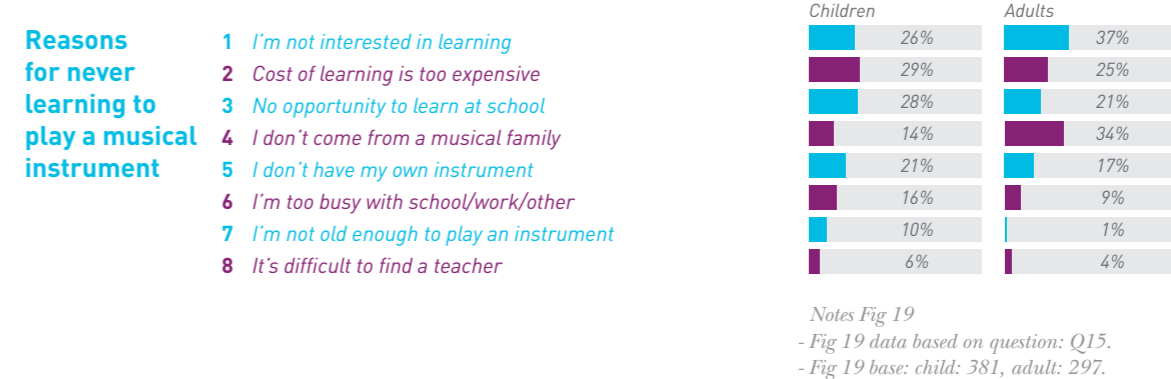 Reasons
for never
learning to
play a musical
instrument
1 I'm not interested in learning
2 Cost of learning is too expensive
3 No opportunity to learn at school
4 I don't come from a musical family
5 I don't have my own instrument
6 I'm too busy with school/work/other
7 I'm not old enough to play an instrument
8 It's difficult to find a teacher
Children Adults
26% 37%
29% 25%
28% 21%
14% 34%
21% 17%
16% 9%
10% 1%
6% 4%
Notes Fig 19
- Fig 19 data based on question: Q15.
- Fig 19 base: child: 381, adult: 297.